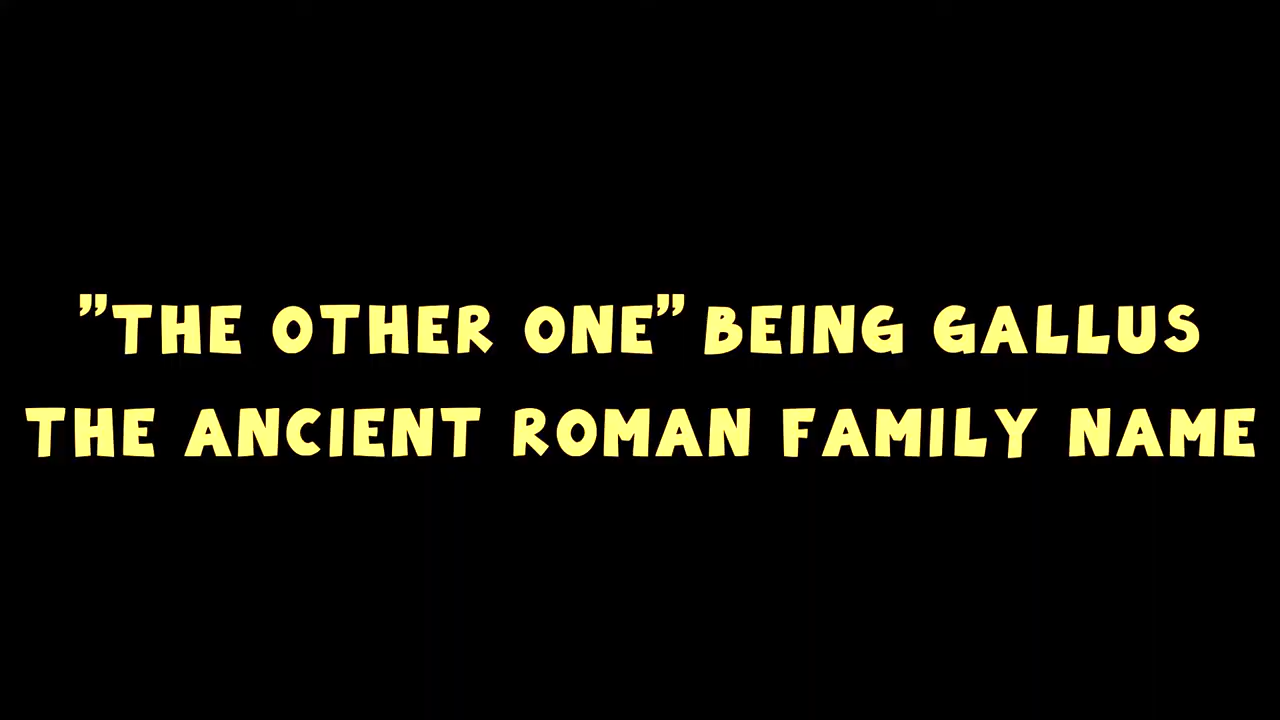 "THE OTHER ONE" BEING GALLUS
THE ANCIENT ROMAN FAMILY NAME